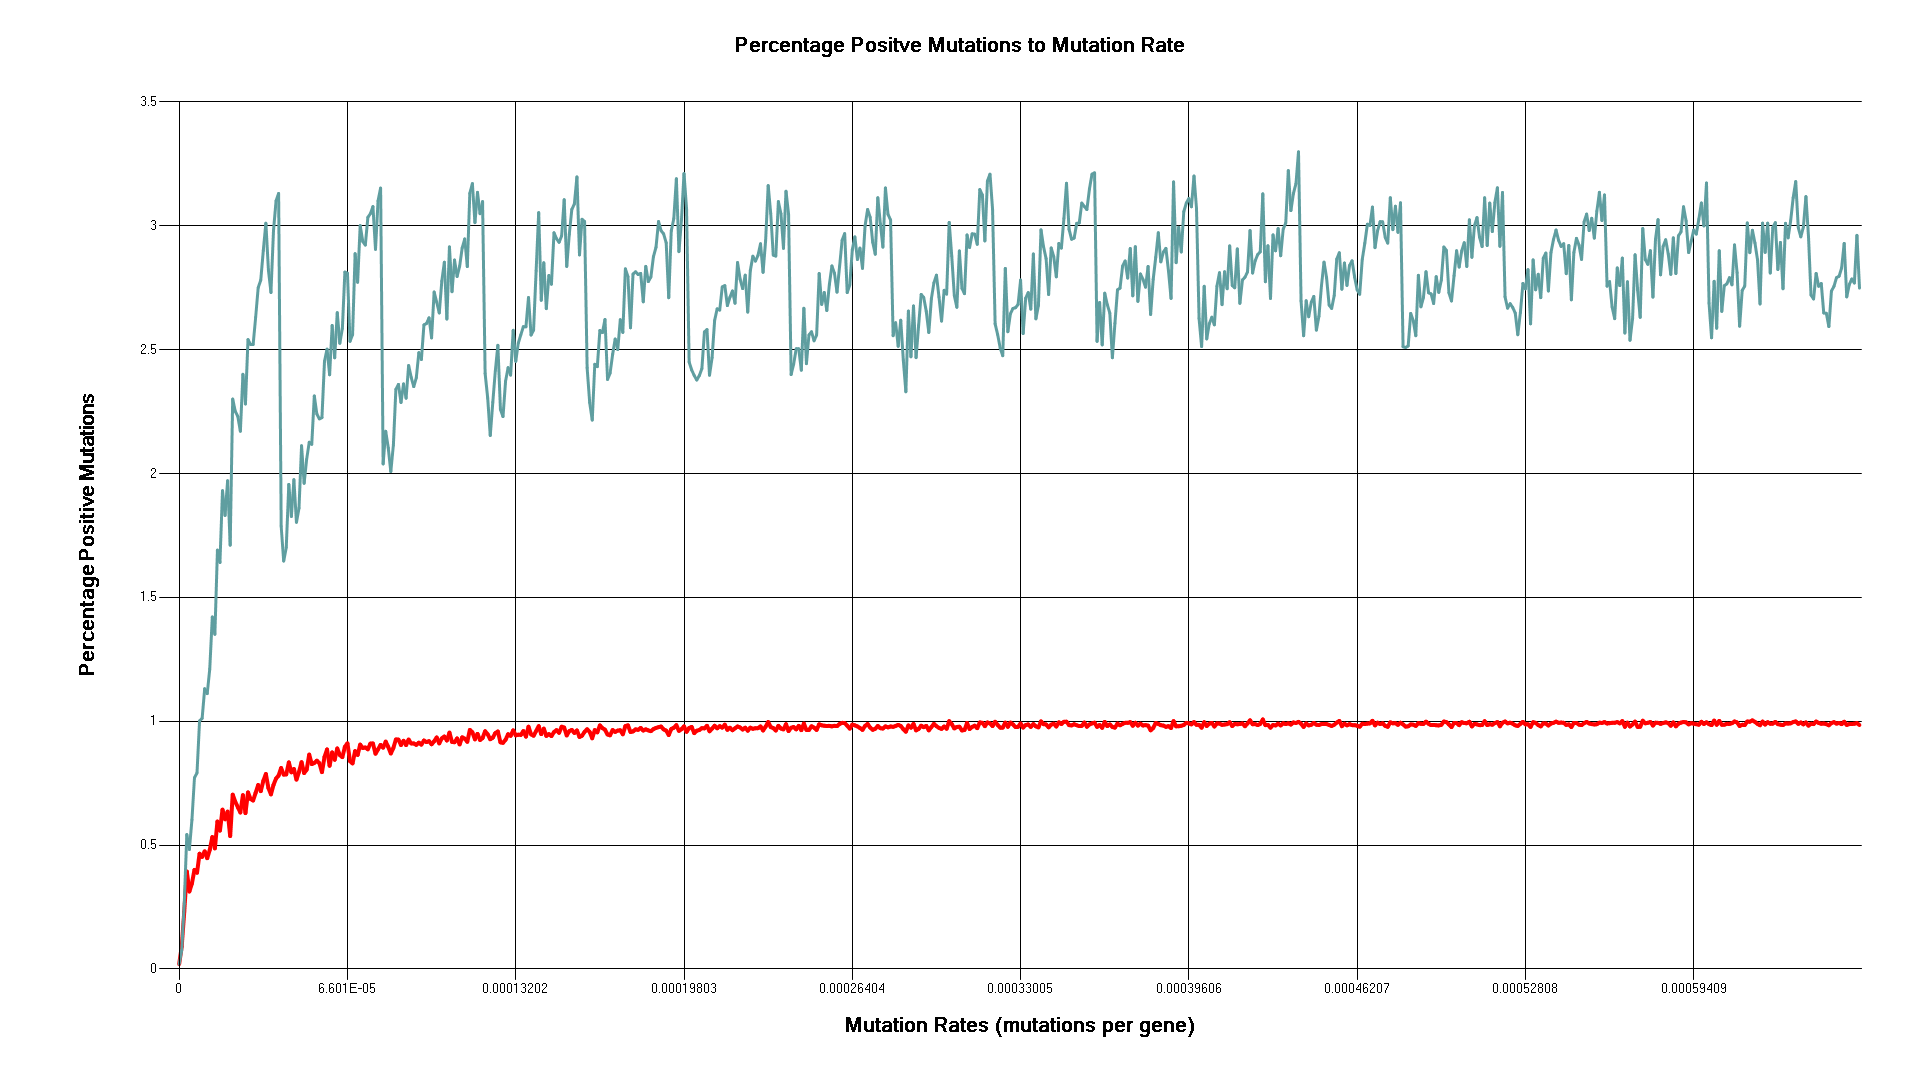 Percentage Positve Mutations to Mutation Rate
3.5
3
2.5
2
1.5
1
0.5
0
Percentage Positive Mutations
0 6.601E-05 0.00013202 0.00019803 0.00026404 0.00033005 0.00039606 0.00046207 0.00052808 0.00059409
Mutation Rates (mutations per gene)